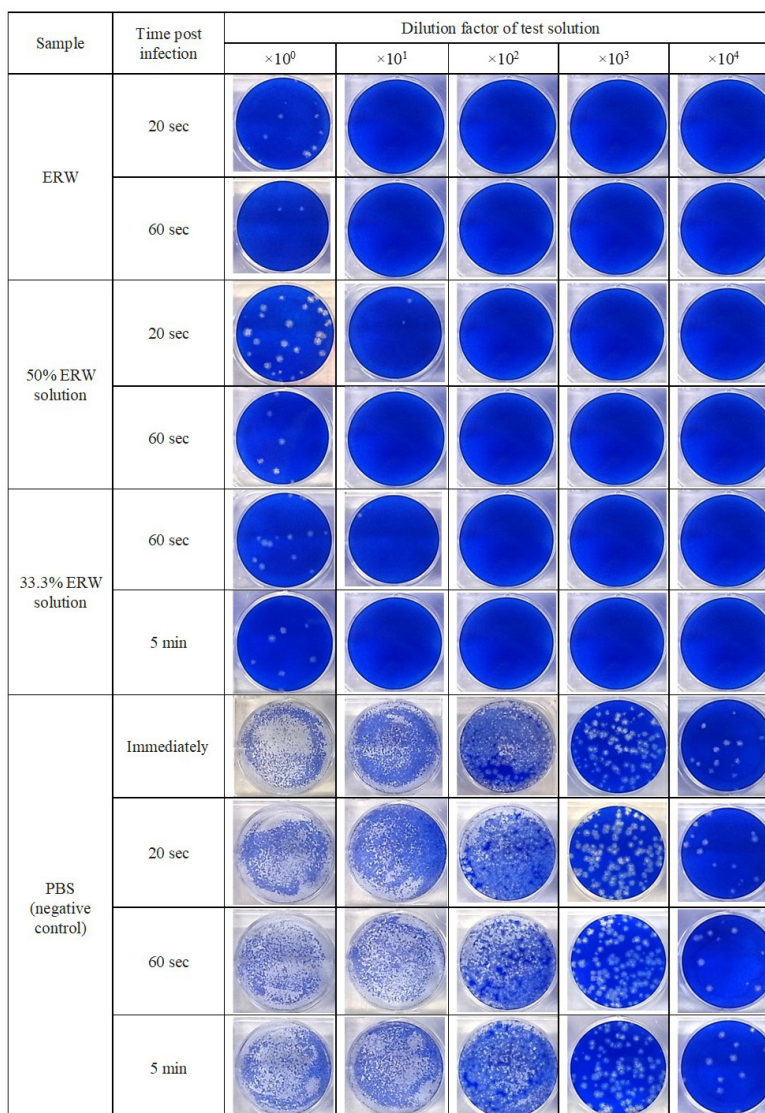 Sample
Time post
infection
Dilution factor of test solution
×10⁰
×10¹
×10²
×10³
×10⁴
ERW
20 sec
60 sec
50% ERW
solution
20 sec
60 sec
33.3% ERW
solution
60 sec
5 min
PBS
(negative
control)
Immediately
20 sec
60 sec
5 min